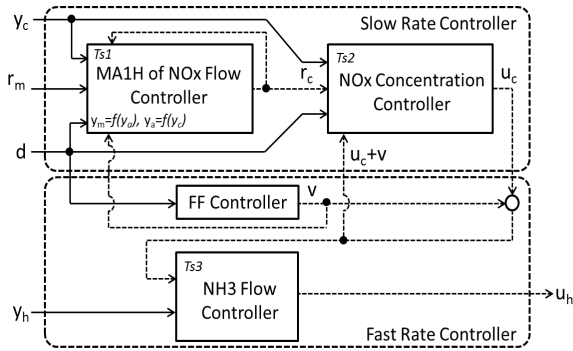 Slow Rate Controller
y_c
Ts1
MA1H of NOx Flow
Controller
y_m=f(y_a), y_a=f(y_c)
r_m
r_c
Ts2
NOx Concentration
Controller
u_c
d
u_c+v
FF Controller
v
Ts3
NH3 Flow
Controller
y_h
u_h
Fast Rate Controller